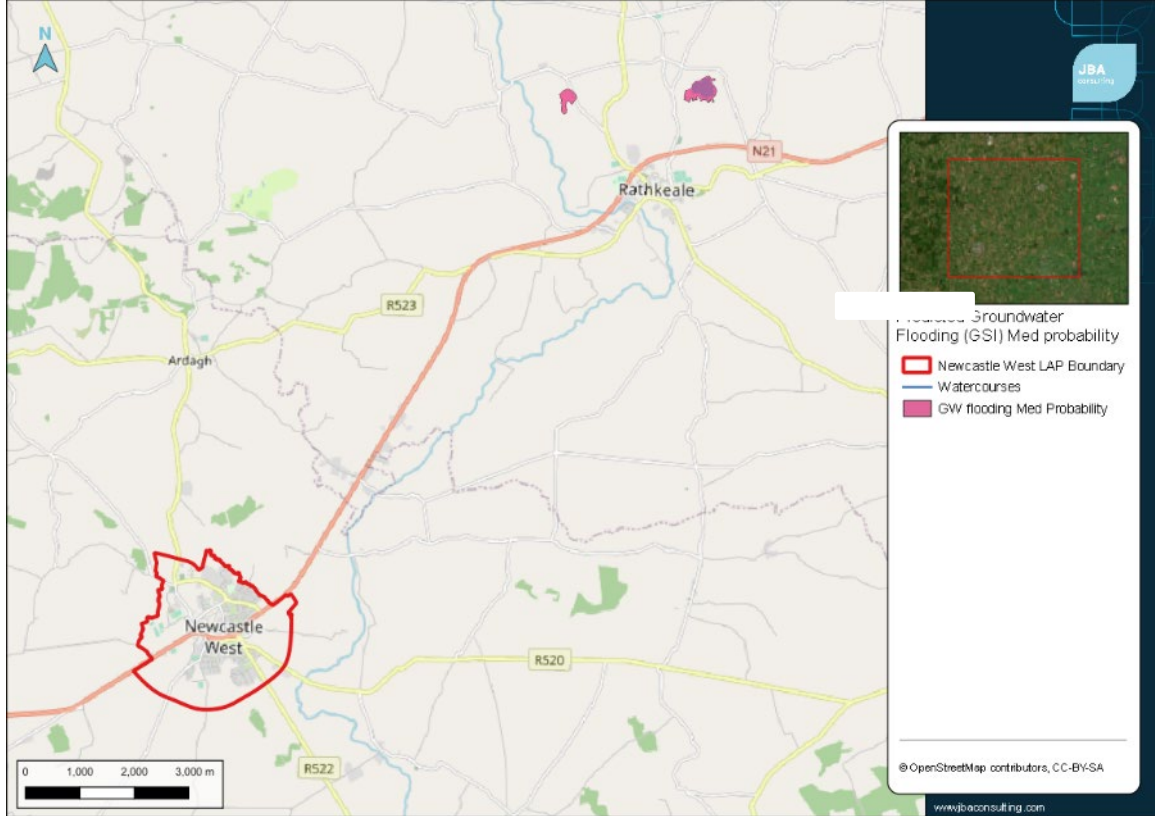 N
JBA
consulting
N21
Rathkeale
R523
Ardagh
Newcastle
West
R520
R522
0 1,000 2,000 3,000 m
Groundwater
Flooding (GSI) Med probability
Newcastle West LAP Boundary
Watercourses
GW flooding Med Probability
© OpenStreetMap contributors, CC-BY-SA
www.jbaconsulting.com